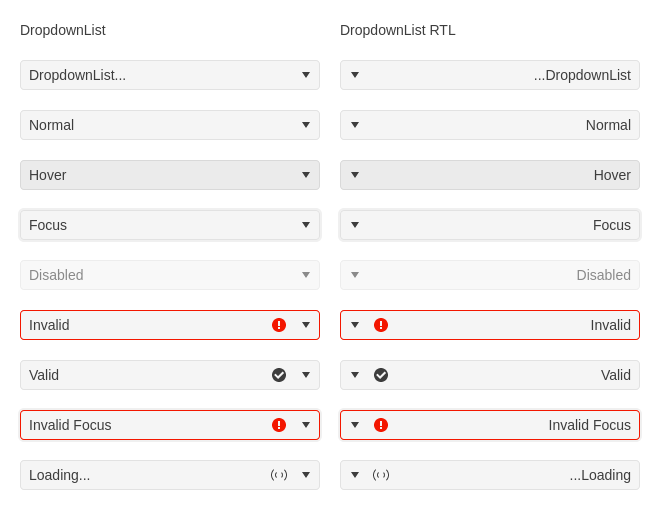 DropdownList
DropdownList...
Normal
Hover
Focus
Disabled
Invalid
Valid
Invalid Focus
Loading...
DropdownList RTL
...DropdownList
Normal
Hover
Focus
Disabled
Invalid
Valid
Invalid Focus
...Loading